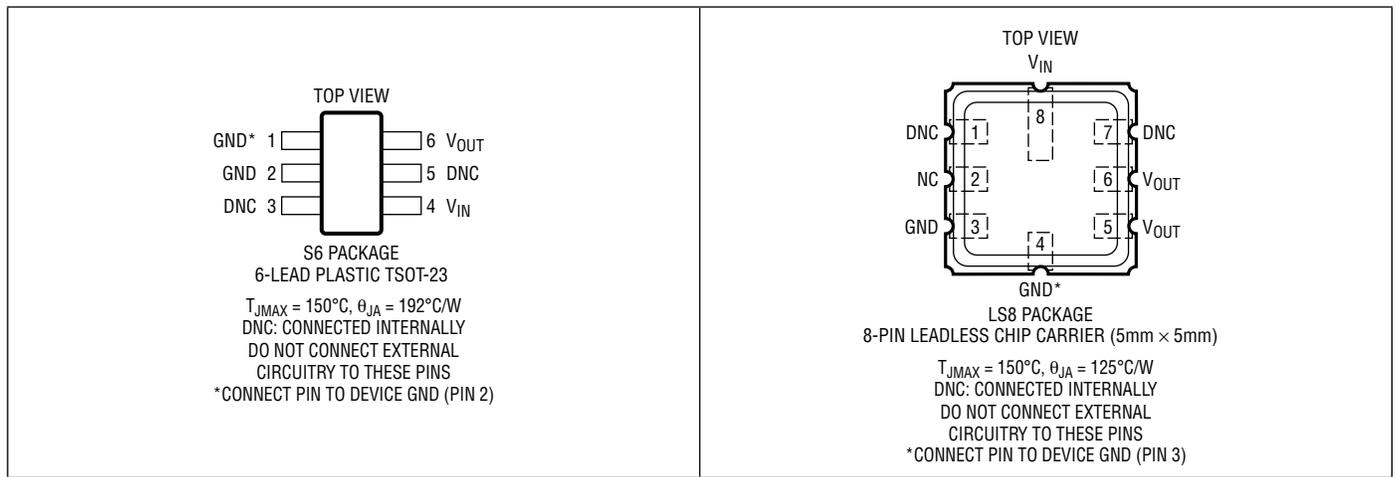 TOP VIEW
GND* 1
6 VOUT
GND 2
5 DNC
DNC 3
4 VIN
S6 PACKAGE
6-LEAD PLASTIC TSOT-23
TJMAX = 150°C, θJA = 192°C/W
DNC: CONNECTED INTERNALLY
DO NOT CONNECT EXTERNAL
CIRCUITRY TO THESE PINS
*CONNECT PIN TO DEVICE GND (PIN 2)
TOP VIEW
VIN
8
DNC 1
7 DNC
NC 2
6 VOUT
GND 3
5 VOUT
4
GND*
LS8 PACKAGE
8-PIN LEADLESS CHIP CARRIER (5mm × 5mm)
TJMAX = 150°C, θJA = 125°C/W
DNC: CONNECTED INTERNALLY
DO NOT CONNECT EXTERNAL
CIRCUITRY TO THESE PINS
*CONNECT PIN TO DEVICE GND (PIN 3)